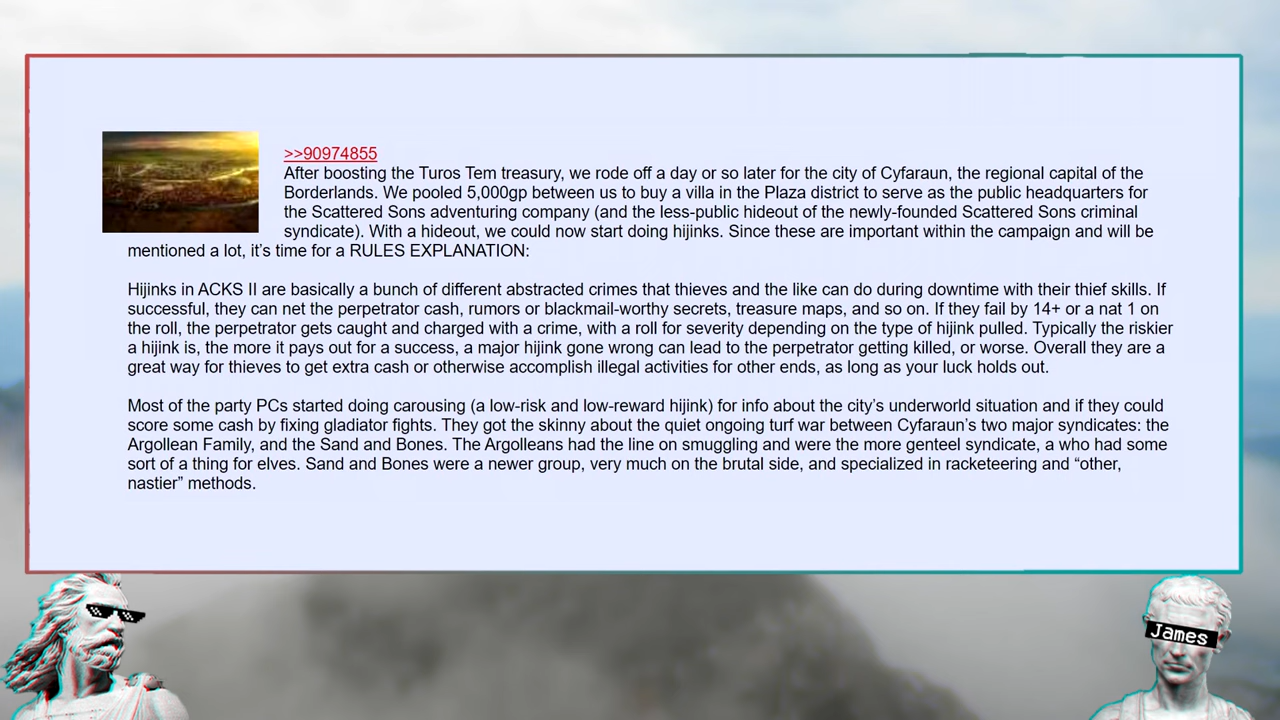 >>90974855
After boosting the Turos Tem treasury, we rode off a day or so later for the city of Cyfaraun, the regional capital of the
Borderlands. We pooled 5,000gp between us to buy a villa in the Plaza district to serve as the public headquarters for
the Scattered Sons adventuring company (and the less-public hideout of the newly-founded Scattered Sons criminal
syndicate). With a hideout, we could now start doing hijinks. Since these are important within the campaign and will be
mentioned a lot, it’s time for a RULES EXPLANATION:
Hijinks in ACKS II are basically a bunch of different abstracted crimes that thieves and the like can do during downtime with their thief skills. If
successful, they can net the perpetrator cash, rumors or blackmail-worthy secrets, treasure maps, and so on. If they fail by 14+ or a nat 1 on
the roll, the perpetrator gets caught and charged with a crime, with a roll for severity depending on the type of hijink pulled. Typically the riskier
a hijink is, the more it pays out for a success, a major hijink gone wrong can lead to the perpetrator getting killed, or worse. Overall they are a
great way for thieves to get extra cash or otherwise accomplish illegal activities for other ends, as long as your luck holds out.
Most of the party PCs started doing carousing (a low-risk and low-reward hijink) for info about the city’s underworld situation and if they could
score some cash by fixing gladiator fights. They got the skinny about the quiet ongoing turf war between Cyfaraun’s two major syndicates: the
Argollean Family, and the Sand and Bones. The Argolleans had the line on smuggling and were the more genteel syndicate, a who had some
sort of a thing for elves. Sand and Bones were a newer group, very much on the brutal side, and specialized in racketeering and “other,
nastier” methods.
James